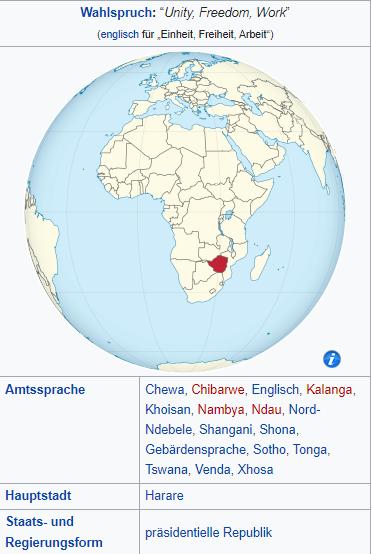 Wahlspruch: “Unity, Freedom, Work”
(englisch für „Einheit, Freiheit, Arbeit“)
i
Amtssprache
Chewa, Chibarwe, Englisch, Kalanga,
Khoisan, Nambya, Ndau, Nord-
Ndebele, Shangani, Shona,
Gebärdensprache, Sotho, Tonga,
Tswana, Venda, Xhosa
Hauptstadt
Harare
Staats- und
Regierungsform
präsidentielle Republik